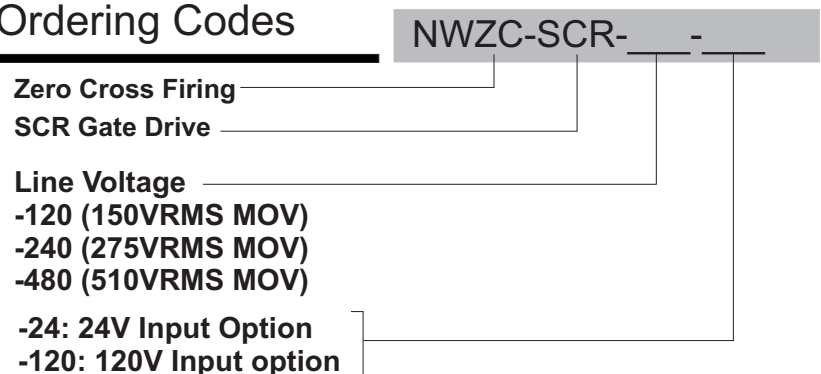 Ordering Codes
NWZC-SCR-___-___
Zero Cross Firing
SCR Gate Drive
Line Voltage
-120 (150VRMS MOV)
-240 (275VRMS MOV)
-480 (510VRMS MOV)
-24: 24V Input Option
-120: 120V Input option